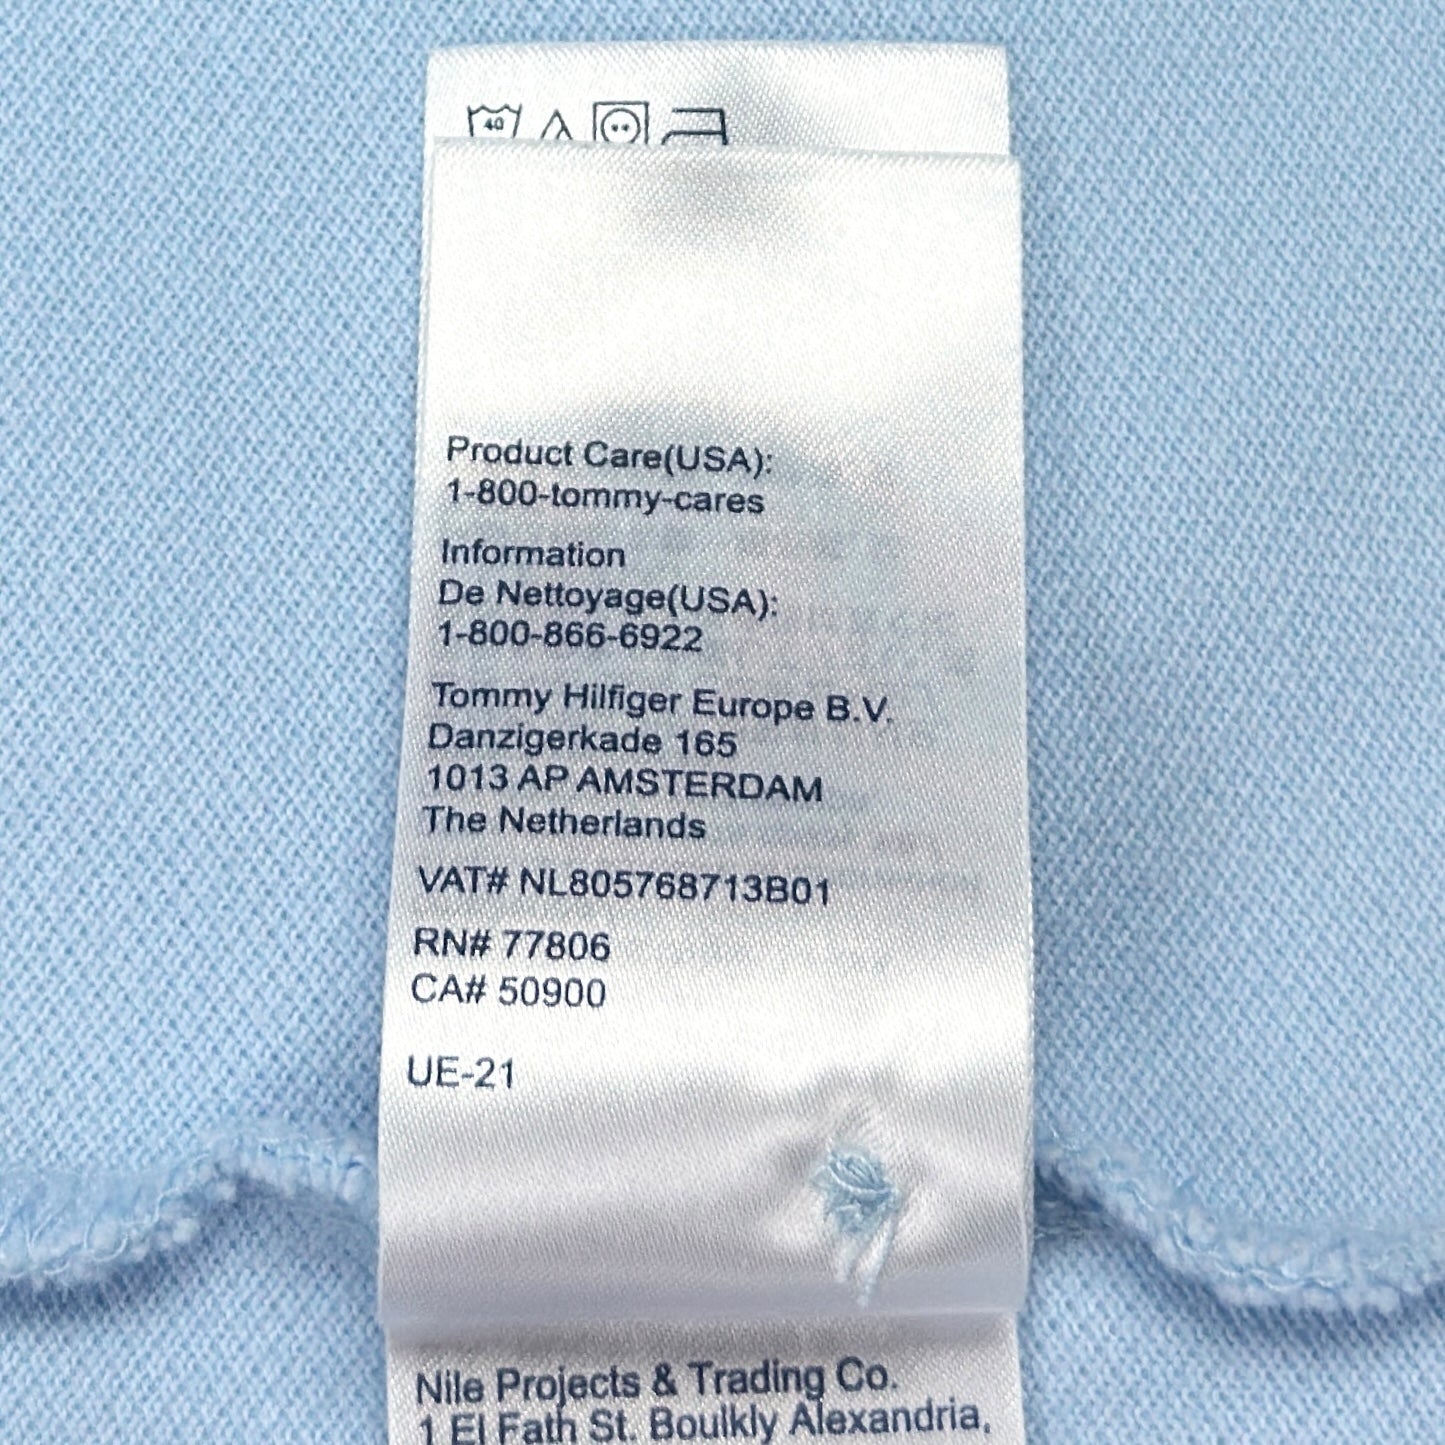 40
Product Care(USA):
1-800-tommy-cares
Information
De Nettoyage(USA):
1-800-866-6922
Tommy Hilfiger Europe B.V.
Danzigerkade 165
1013 AP AMSTERDAM
The Netherlands
VAT# NL805768713B01
RN# 77806
CA# 50900
UE-21
Nile Projects & Trading Co.
1 El Fath St. Boulkly Alexandria,